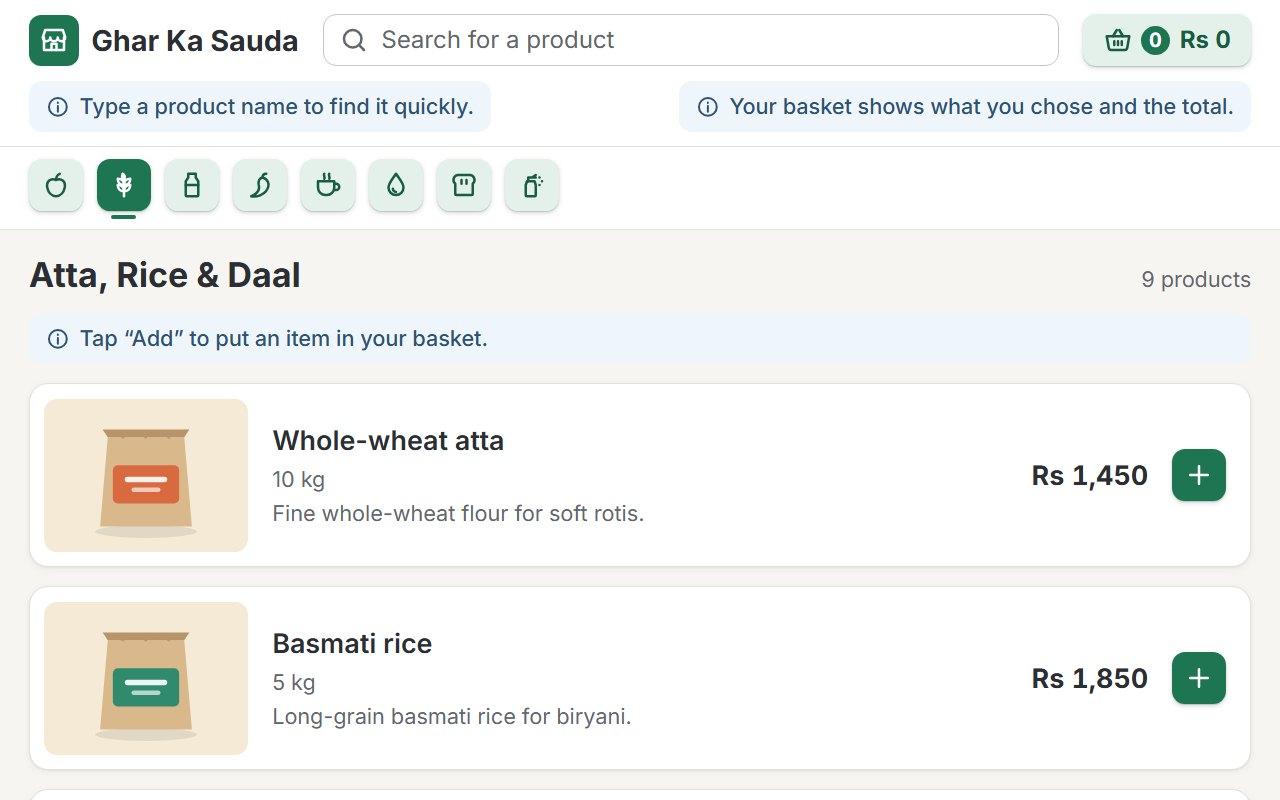 Ghar Ka Sauda
Search for a product
0 Rs 0
Type a product name to find it quickly.
Your basket shows what you chose and the total.
Atta, Rice & Daal
9 products
Tap “Add” to put an item in your basket.
Whole-wheat atta
10 kg
Fine whole-wheat flour for soft rotis.
Rs 1,450
Basmati rice
5 kg
Long-grain basmati rice for biryani.
Rs 1,850